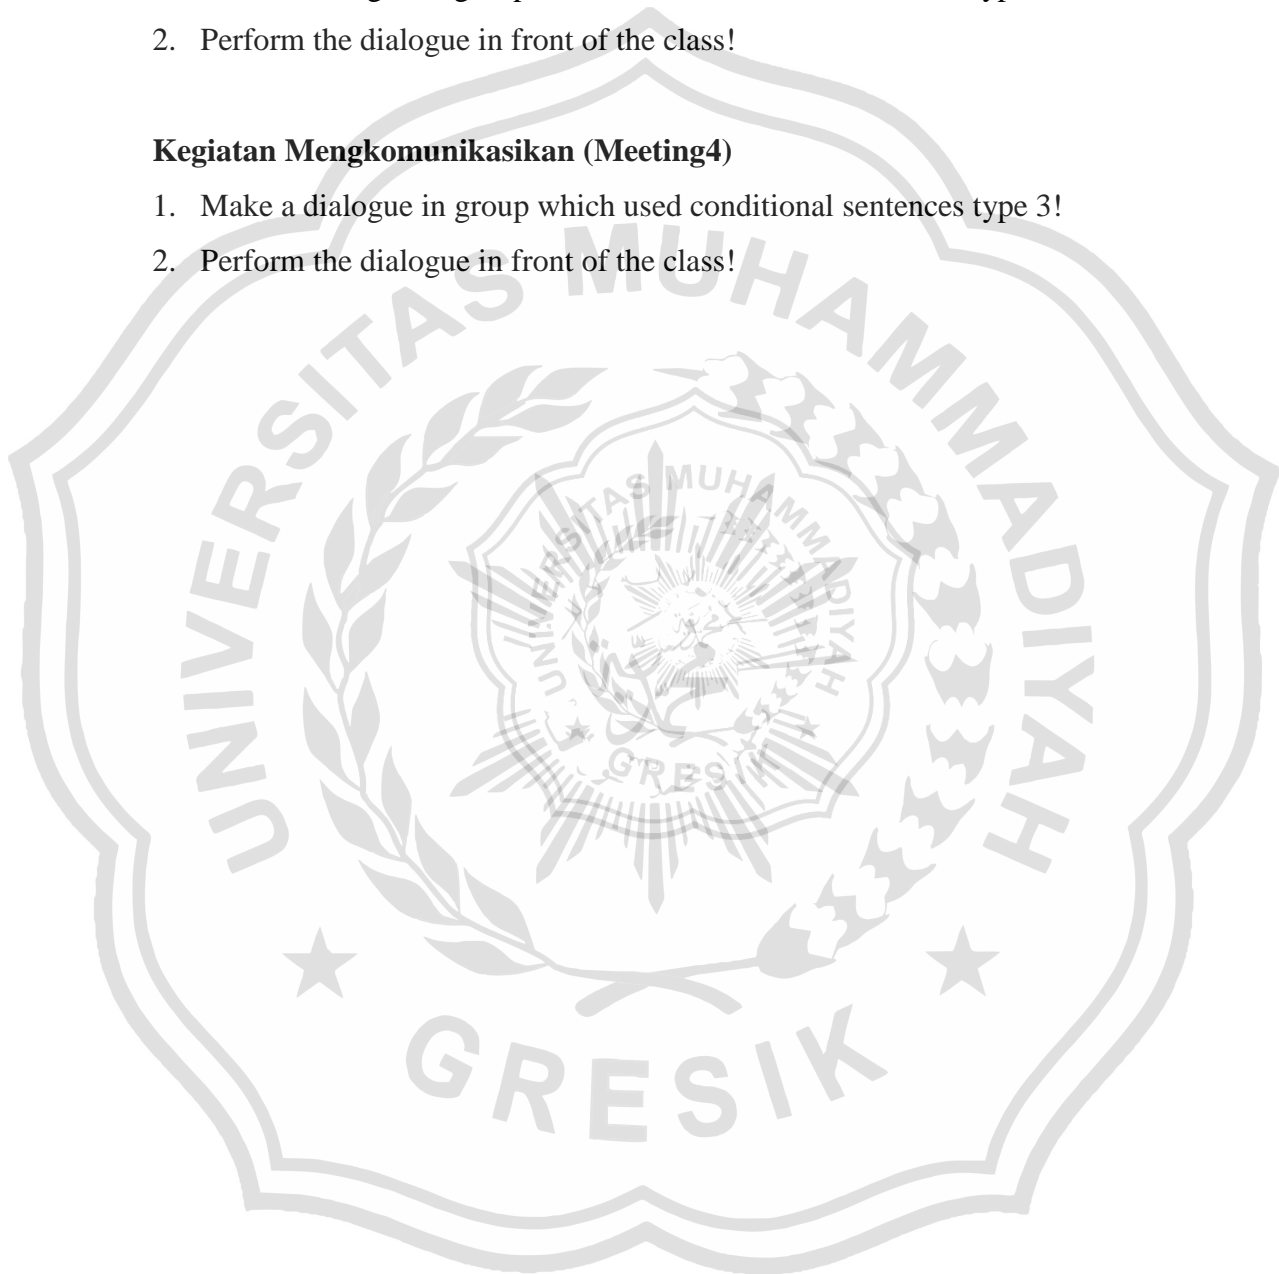 2. Perform the dialogue in front of the class!
Kegiatan Mengkomunikasikan (Meeting4)
1. Make a dialogue in group which used conditional sentences type 3!
2. Perform the dialogue in front of the class!
UNIVERSITAS MUHAMMADIYAH
UNIVERSITAS MUHAMMADIYAH
GRESIK
GRESIK